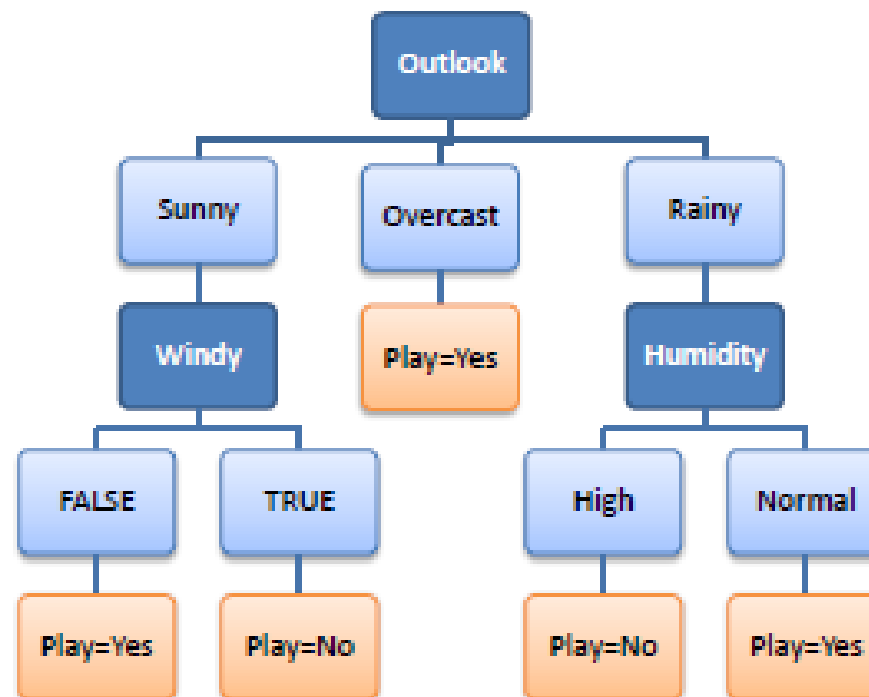 Outlook
Sunny
Overcast
Rainy
Windy
Play=Yes
Humidity
FALSE
TRUE
High
Normal
Play=Yes
Play=No
Play=No
Play=Yes